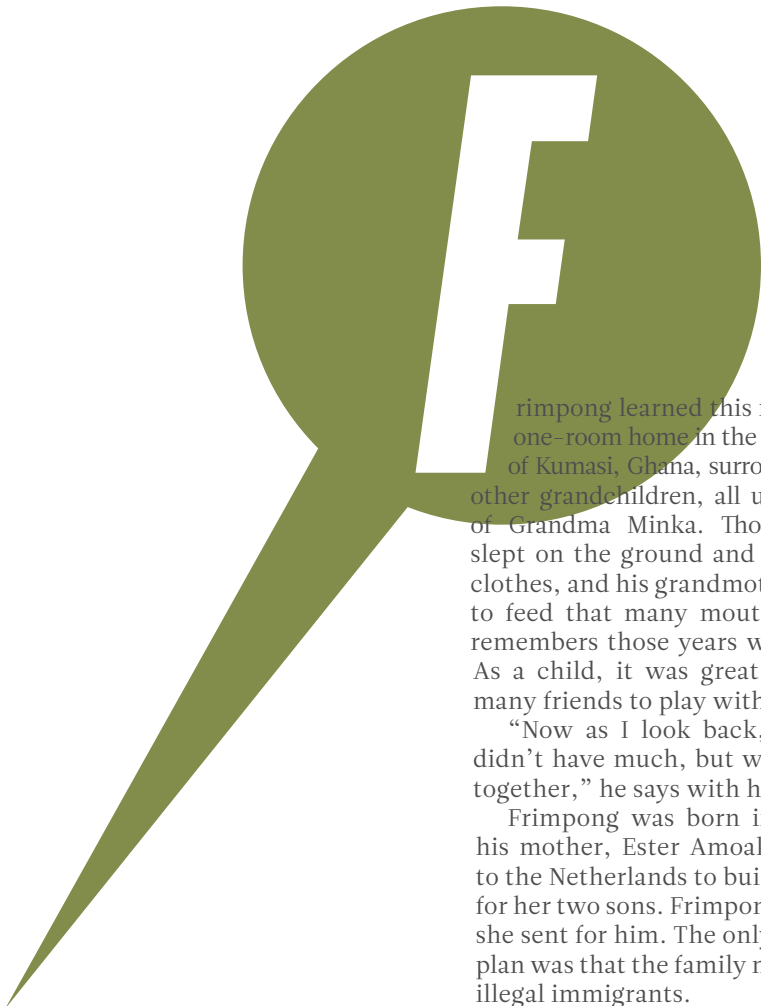 F
rimpong learned this
one-room home in the
of Kumasi, Ghana, surro
other grandchildren, all u
of Grandma Minka. Tho
slept on the ground and
clothes, and his grandmot
to feed that many mout
remembers those years w
As a child, it was great
many friends to play with
“Now as I look back,
didn’t have much, but w
together,” he says with h
Frimpong was born i
his mother, Ester Amoa
to the Netherlands to bui
for her two sons. Frimpon
she sent for him. The only
plan was that the family
illegal immigrants.